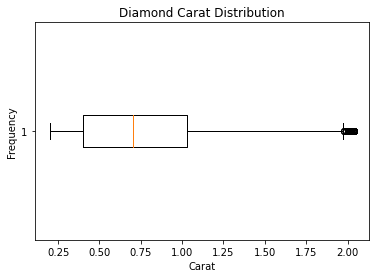 Diamond Carat Distribution
Frequency
1
0.25 0.50 0.75 1.00 1.25 1.50 1.75 2.00
Carat